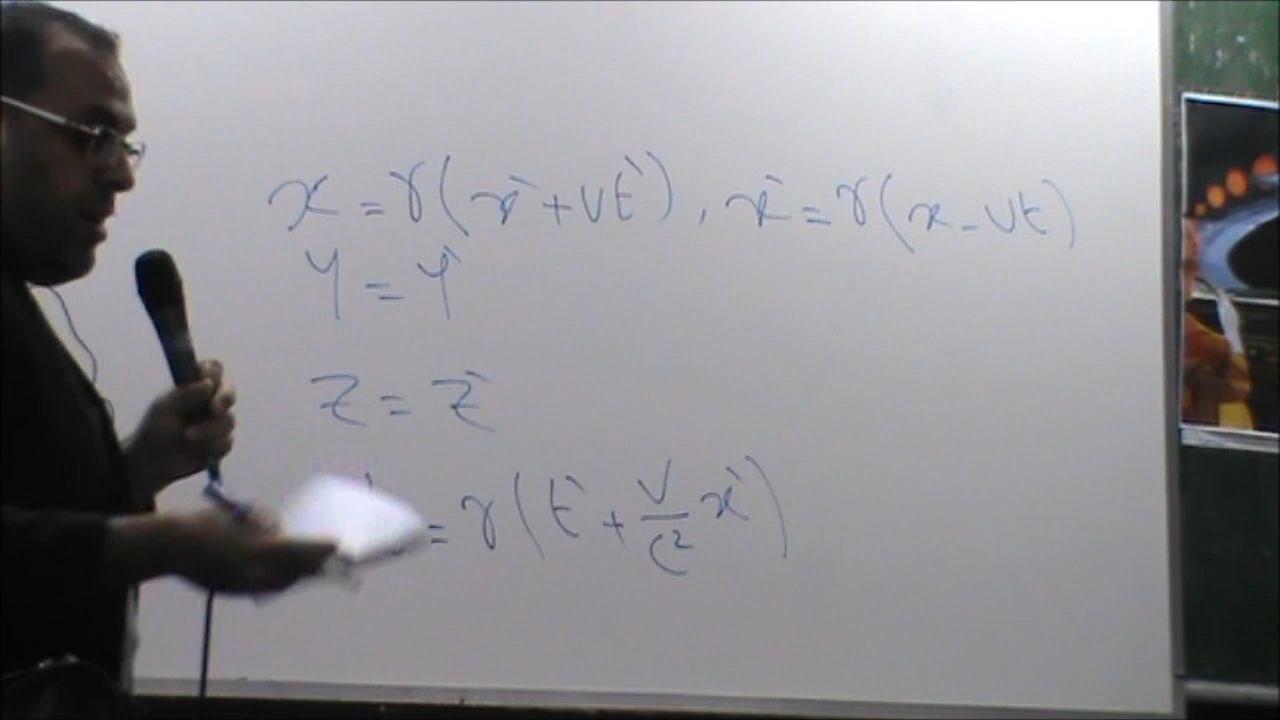 x = γ(x' + vt'), x' = γ(x - vt)
y = y'
z = z'
= γ(t' + v/c² x')